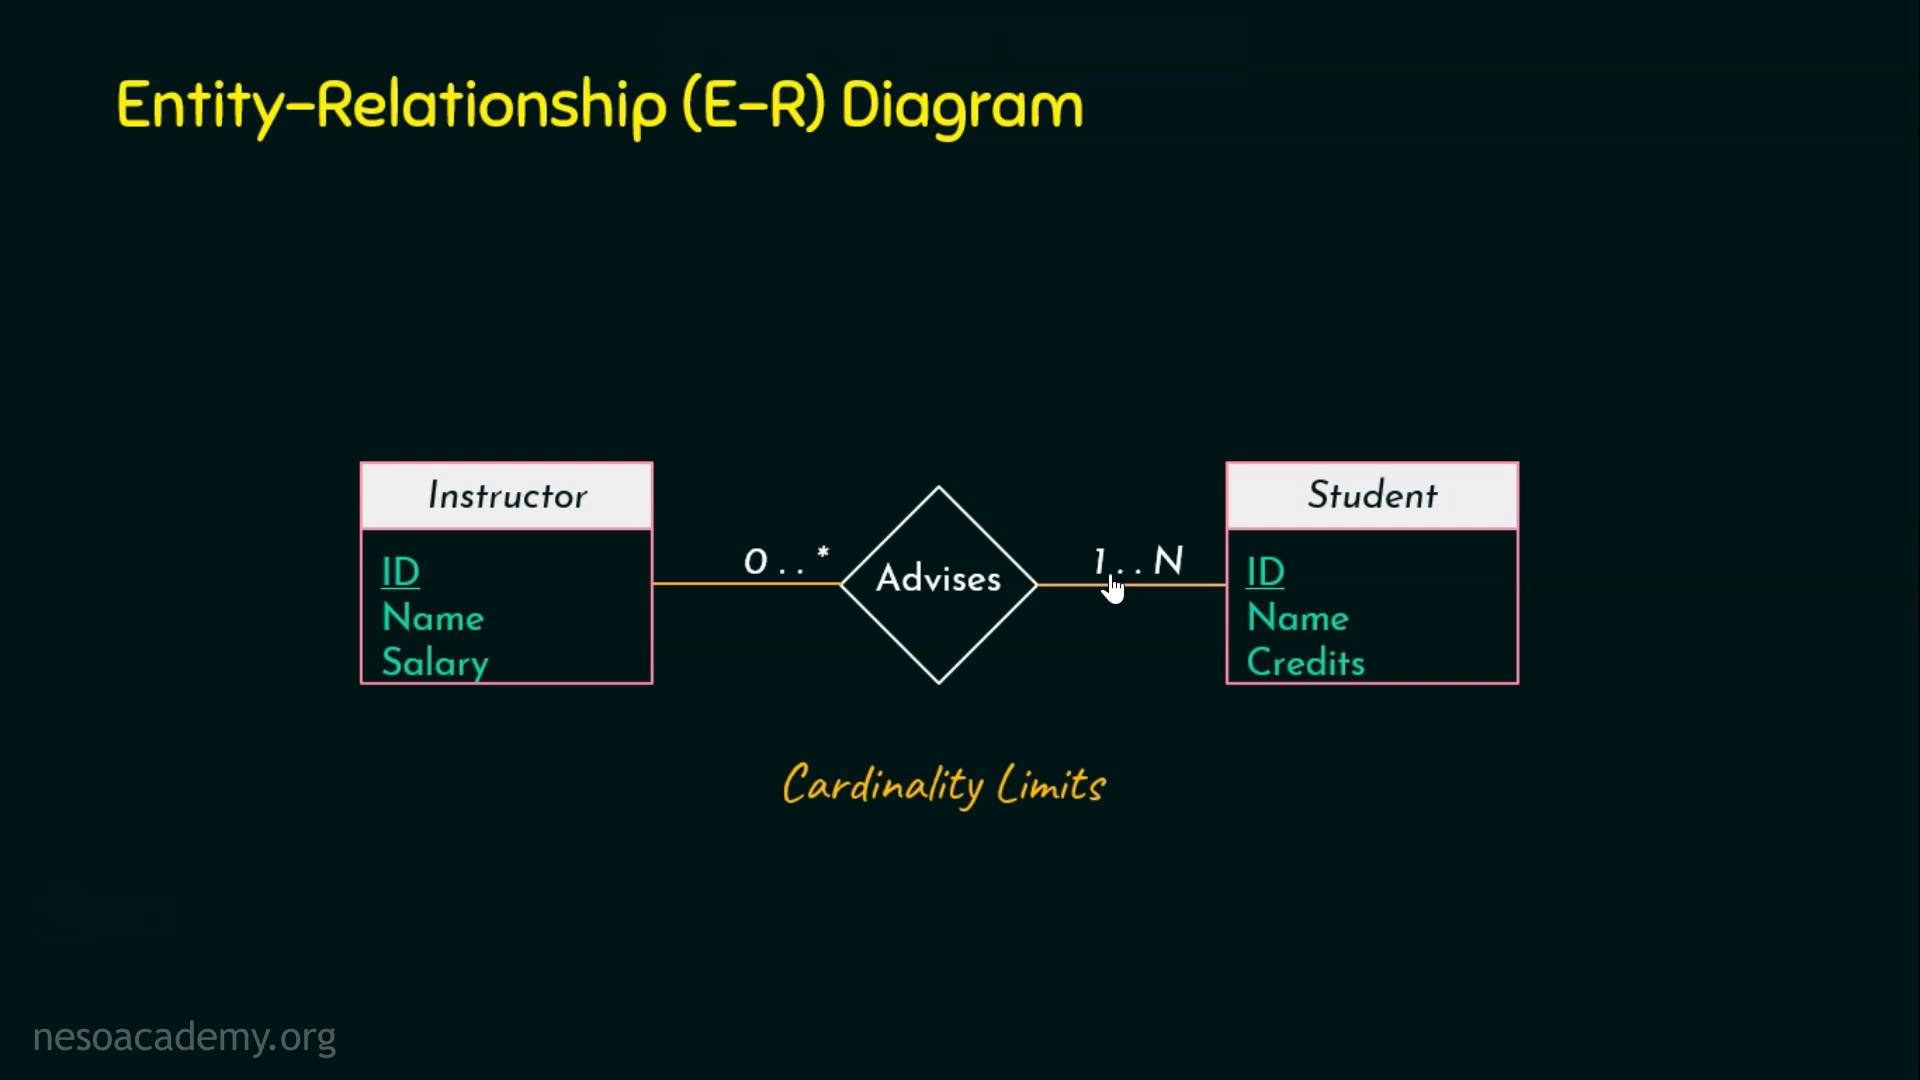 Entity-Relationship (E-R) Diagram
Instructor
ID
Name
Salary
0 . . *
Advises
1 . . N
Student
ID
Name
Credits
Cardinality Limits
nesoacademy.org